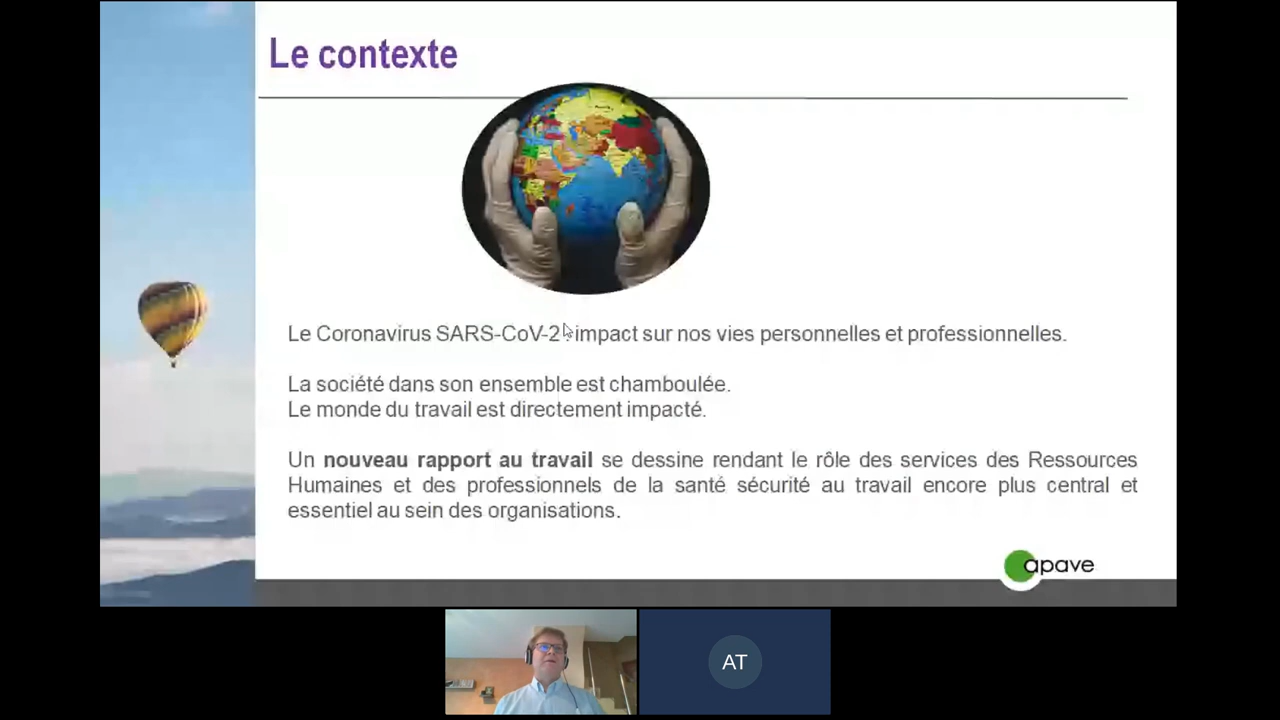 Le contexte
Le Coronavirus SARS-CoV-2 impact sur nos vies personnelles et professionnelles.
La société dans son ensemble est chamboulée.
Le monde du travail est directement impacté.
Un nouveau rapport au travail se dessine rendant le rôle des services des Ressources
Humaines et des professionnels de la santé sécurité au travail encore plus central et
essentiel au sein des organisations.
apave
AT